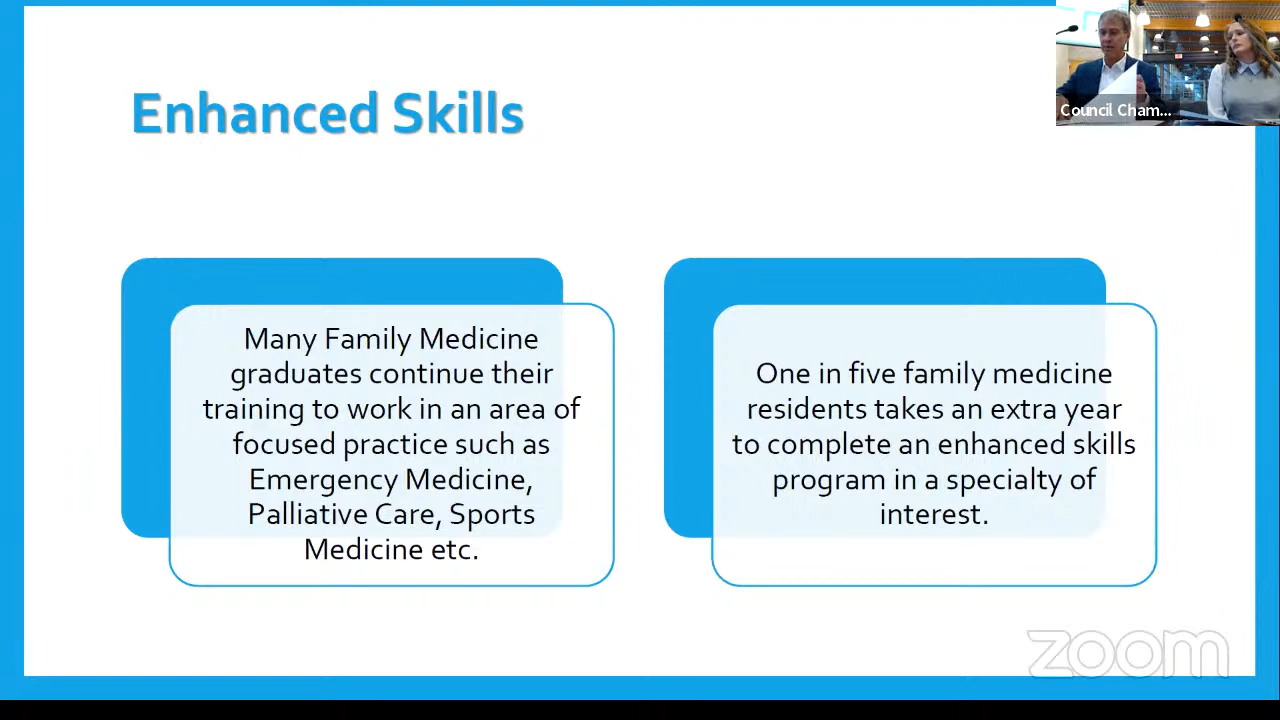 Enhanced Skills
Council Cham...
Many Family Medicine
graduates continue their
training to work in an area of
focused practice such as
Emergency Medicine,
Palliative Care, Sports
Medicine etc.
One in five family medicine
residents takes an extra year
to complete an enhanced skills
program in a specialty of
interest.
zoom